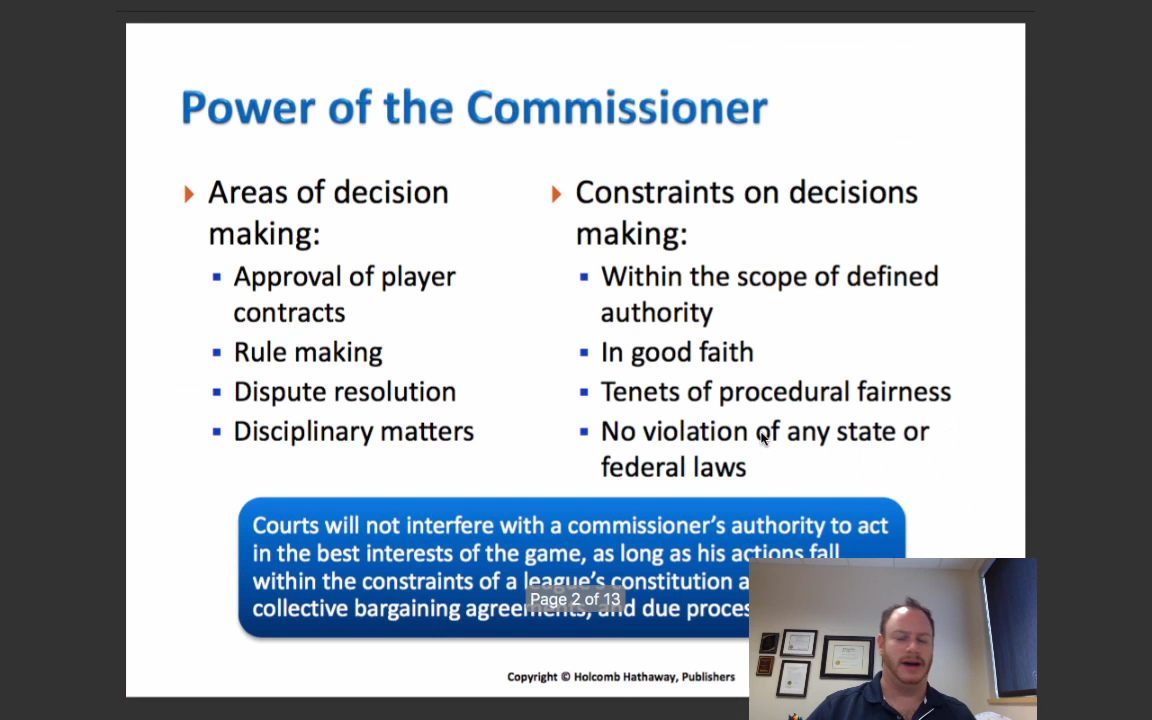 Power of the Commissioner
Areas of decision
making:
Approval of player
contracts
Rule making
Dispute resolution
Disciplinary matters
Constraints on decisions
making:
Within the scope of defined
authority
In good faith
Tenets of procedural fairness
No violation of any state or
federal laws
Courts will not interfere with a commissioner's authority to act
in the best interests of the game, as long as his actions fall
within the constraints of a league's constitution
collective bargaining agreements, and due
Page 2 of 13
Copyright © Holcomb Hathaway, Publishers